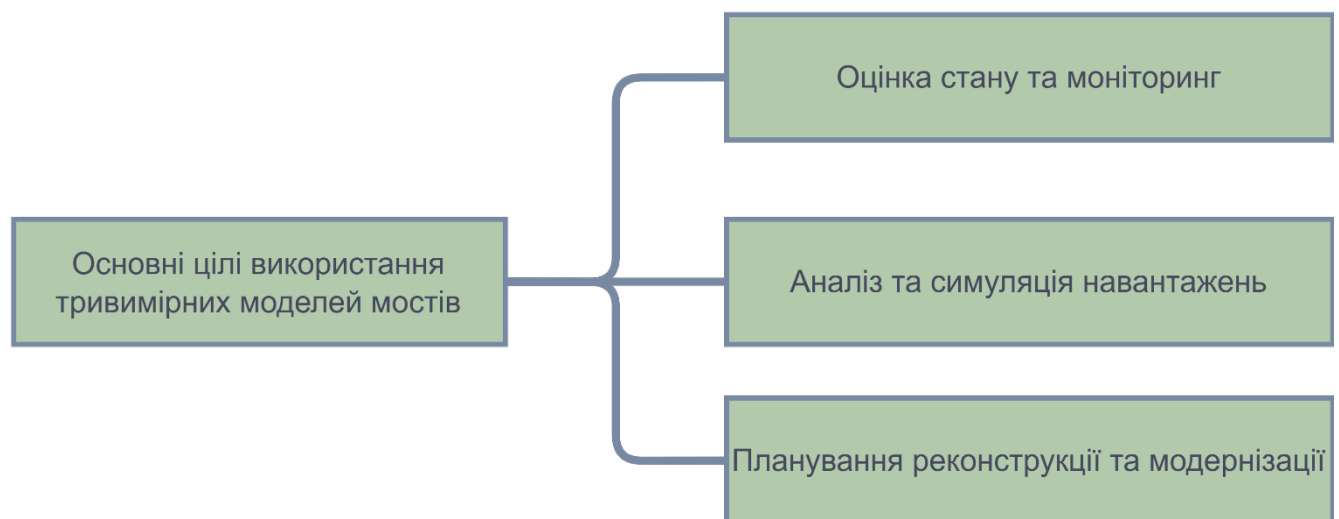 Оцінка стану та моніторинг
Основні цілі використання
тривимірних моделей мостів
Аналіз та симуляція навантажень
Планування реконструкції та модернізації